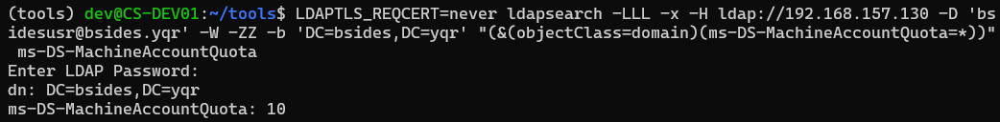 (tools) dev@CS-DEV01:~/tools$ LDAPTLS_REQCERT=never ldapsearch -LLL -x -H ldap://192.168.157.130 -D 'bs
idesusr@bsides.yqr' -W -ZZ -b 'DC=bsides,DC=yqr' "(&(objectClass=domain)(ms-DS-MachineAccountQuota=*))"
 ms-DS-MachineAccountQuota
Enter LDAP Password:
dn: DC=bsides,DC=yqr
ms-DS-MachineAccountQuota: 10